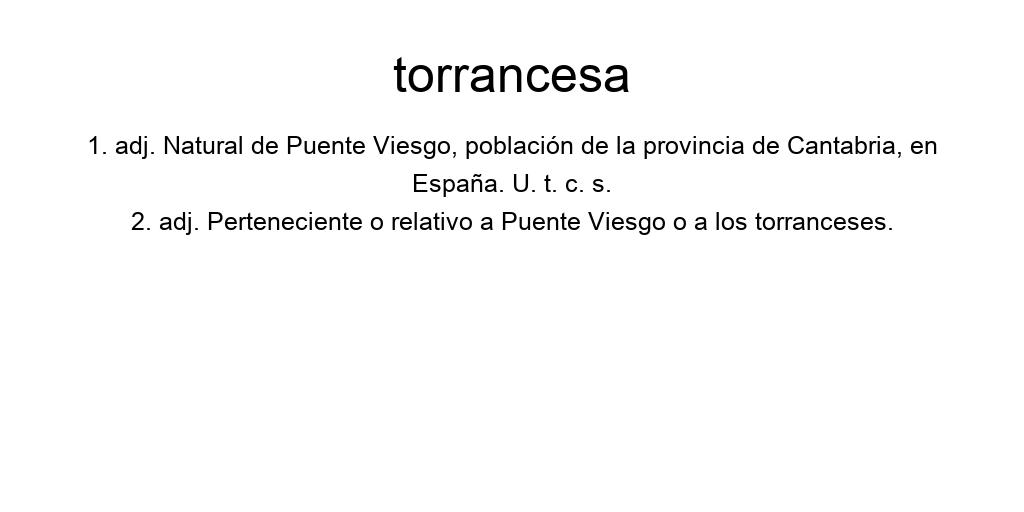 torrancesa
1. adj. Natural de Puente Viesgo, población de la provincia de Cantabria, en
España. U. t. c. s.
2. adj. Perteneciente o relativo a Puente Viesgo o a los torranceses.